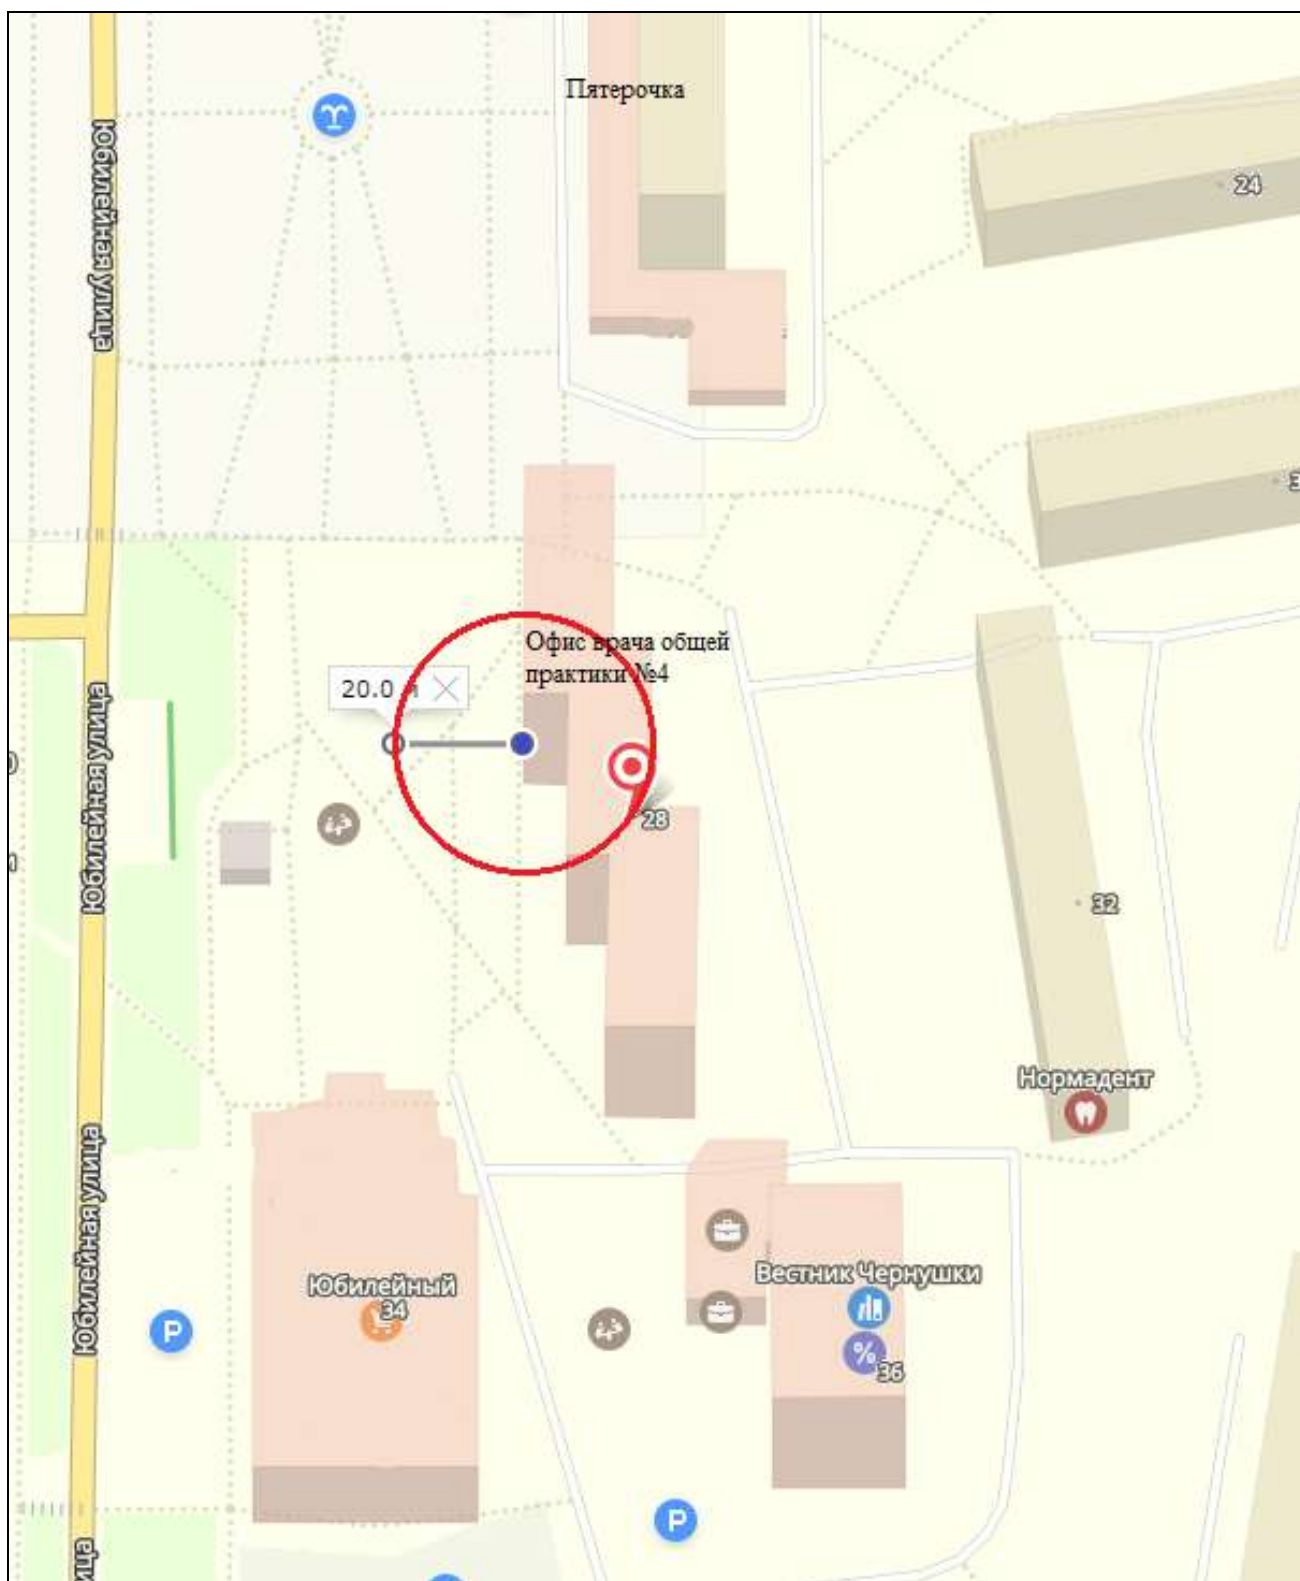 Пятерочка
Юбилейная улица
24
Офис врача общей
практики №4
20.0
28
Юбилейная улица
32
Нормадент
Юбилейная улица
Юбилейный
34
Вестник Чернушки
36
P
%
P